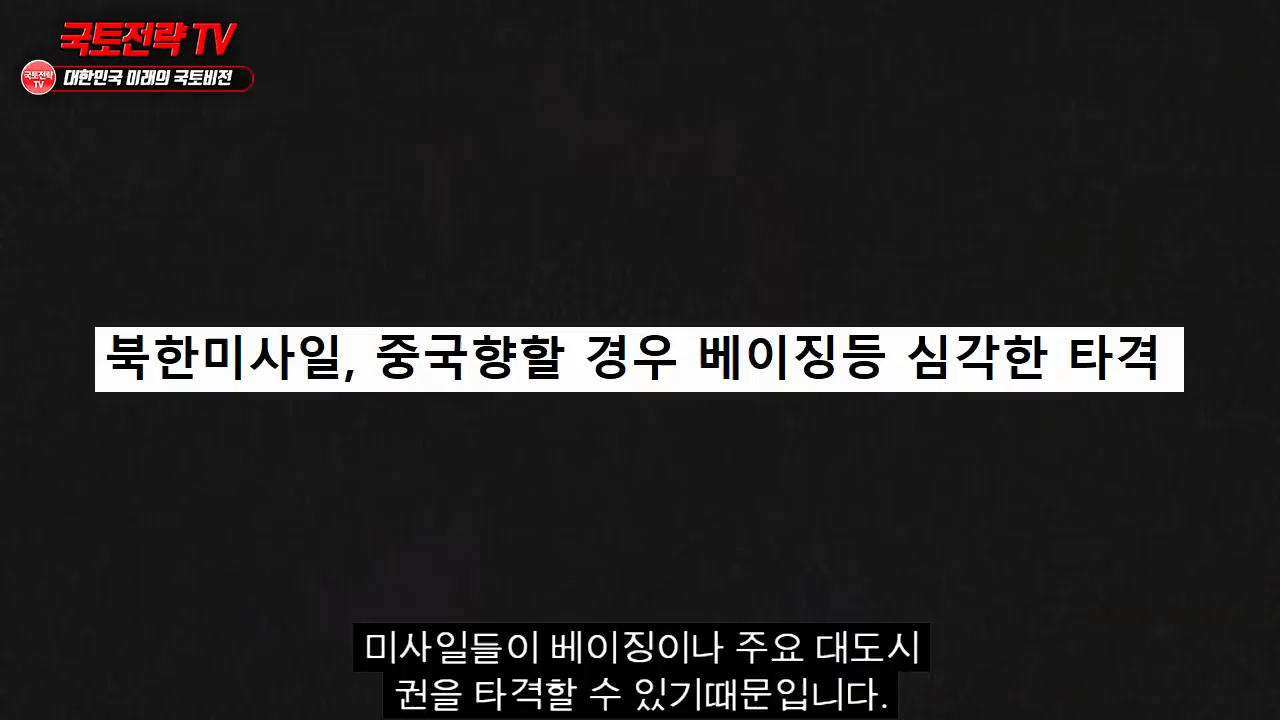 국토전략 TV
국토전략
TV
대한민국 미래의 국토비전
북한미사일, 중국향할 경우 베이징등 심각한 타격
미사일들이 베이징이나 주요 대도시
권을 타격할 수 있기때문입니다.